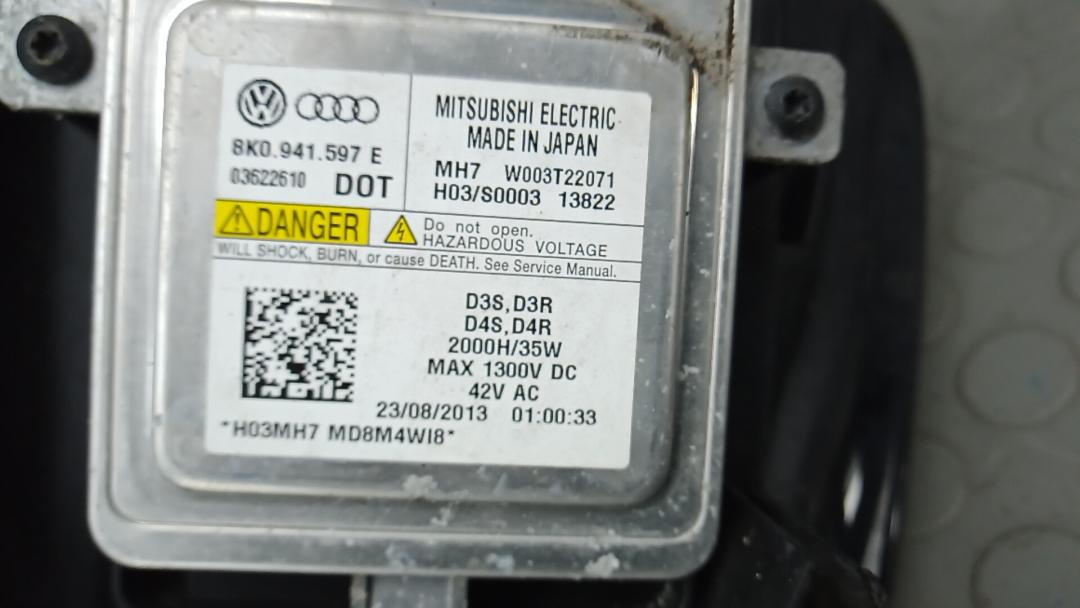 8K0.941.597 E
03622610 DOT
MITSUBISHI ELECTRIC
MADE IN JAPAN
MH7 W003T22071
H03/S0003 13822
DANGER
Do not open.
HAZARDOUS VOLTAGE
WILL SHOCK, BURN, or cause DEATH. See Service Manual.
D3S,D3R
D4S,D4R
2000H/35W
MAX 1300V DC
42V AC
23/08/2013 01:00:33
*H03MH7 MD8M4WI8*